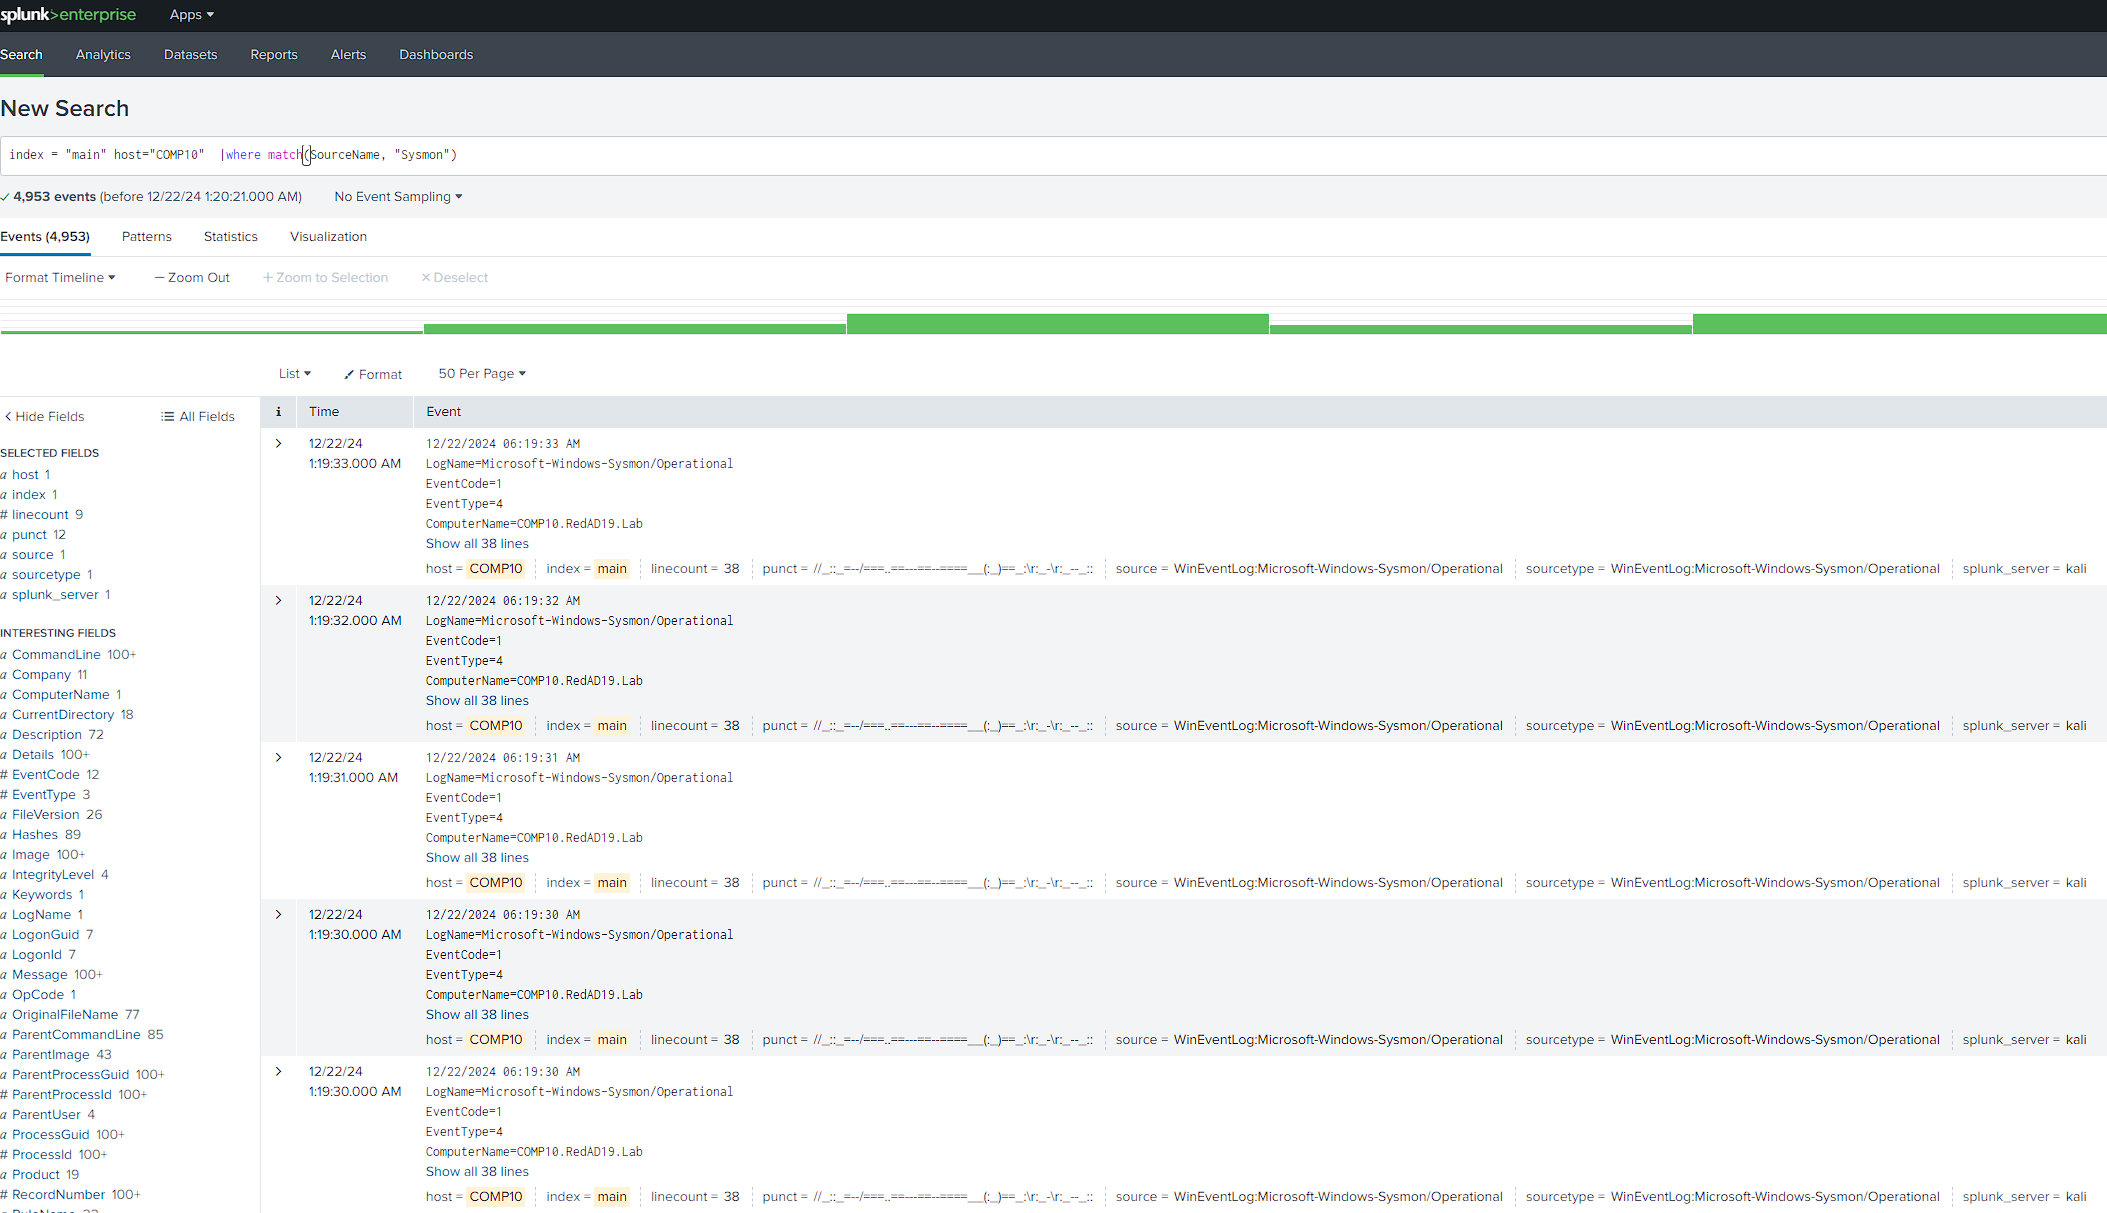 splunk>enterprise Apps
Search Analytics Datasets Reports Alerts Dashboards
New Search
index = "main" host="COMP10" |where match(SourceName, "Sysmon")
4,953 events (before 12/22/24 1:20:21.000 AM) No Event Sampling
Events (4,953) Patterns Statistics Visualization
Format Timeline — Zoom Out + Zoom to Selection × Deselect
List Format 50 Per Page
Hide Fields All Fields
SELECTED FIELDS
a host 1
a index 1
# linecount 9
a punct 12
a source 1
a sourcetype 1
a splunk_server 1
INTERESTING FIELDS
a CommandLine 100+
a Company 11
a ComputerName 1
a CurrentDirectory 18
a Description 72
a Details 100+
# EventCode 12
# EventType 3
a FileVersion 26
a Hashes 89
a Image 100+
a IntegrityLevel 4
a Keywords 1
a LogName 1
a LogonGuid 7
a LogonId 7
a Message 100+
a OpCode 1
a OriginalFileName 77
a ParentCommandLine 85
a ParentImage 43
a ParentProcessGuid 100+
# ParentProcessId 100+
a ParentUser 4
a ProcessGuid 100+
# ProcessId 100+
a Product 19
# RecordNumber 100+
i Time Event
12/22/24 12/22/2024 06:19:33 AM
1:19:33.000 AM LogName=Microsoft-Windows-Sysmon/Operational
EventCode=1
EventType=4
ComputerName=COMP10.RedAD19.Lab
Show all 38 lines
host = COMP10 index = main linecount = 38 punct = //_::_=--/===..==---==--====__(:_)==_:\r:_-\r:_--_:: source = WinEventLog:Microsoft-Windows-Sysmon/Operational sourcetype = WinEventLog:Microsoft-Windows-Sysmon/Operational splunk_server = kali
12/22/24 12/22/2024 06:19:32 AM
1:19:32.000 AM LogName=Microsoft-Windows-Sysmon/Operational
EventCode=1
EventType=4
ComputerName=COMP10.RedAD19.Lab
Show all 38 lines
host = COMP10 index = main linecount = 38 punct = //_::_=--/===..==---==--====__(:_)==_:\r:_-\r:_--_:: source = WinEventLog:Microsoft-Windows-Sysmon/Operational sourcetype = WinEventLog:Microsoft-Windows-Sysmon/Operational splunk_server = kali
12/22/24 12/22/2024 06:19:31 AM
1:19:31.000 AM LogName=Microsoft-Windows-Sysmon/Operational
EventCode=1
EventType=4
ComputerName=COMP10.RedAD19.Lab
Show all 38 lines
host = COMP10 index = main linecount = 38 punct = //_::_=--/===..==---==--====__(:_)==_:\r:_-\r:_--_:: source = WinEventLog:Microsoft-Windows-Sysmon/Operational sourcetype = WinEventLog:Microsoft-Windows-Sysmon/Operational splunk_server = kali
12/22/24 12/22/2024 06:19:30 AM
1:19:30.000 AM LogName=Microsoft-Windows-Sysmon/Operational
EventCode=1
EventType=4
ComputerName=COMP10.RedAD19.Lab
Show all 38 lines
host = COMP10 index = main linecount = 38 punct = //_::_=--/===..==---==--====__(:_)==_:\r:_-\r:_--_:: source = WinEventLog:Microsoft-Windows-Sysmon/Operational sourcetype = WinEventLog:Microsoft-Windows-Sysmon/Operational splunk_server = kali
12/22/24 12/22/2024 06:19:30 AM
1:19:30.000 AM LogName=Microsoft-Windows-Sysmon/Operational
EventCode=1
EventType=4
ComputerName=COMP10.RedAD19.Lab
Show all 38 lines
host = COMP10 index = main linecount = 38 punct = //_::_=--/===..==---==--====__(:_)==_:\r:_-\r:_--_:: source = WinEventLog:Microsoft-Windows-Sysmon/Operational sourcetype = WinEventLog:Microsoft-Windows-Sysmon/Operational splunk_server = kali